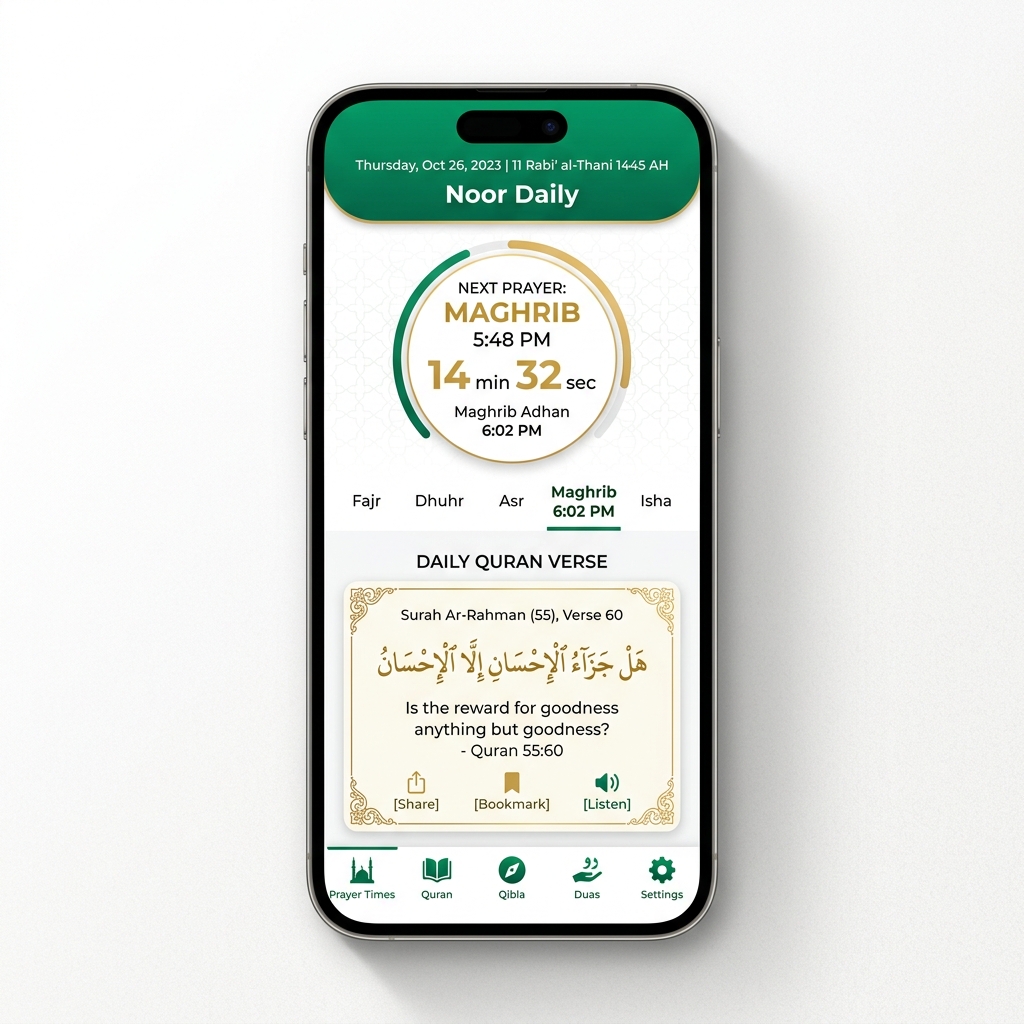 Thursday, Oct 26, 2023 | 11 Rabi' al-Thani 1445 AH
Noor Daily
NEXT PRAYER:
MAGHRIB
5:48 PM
14 min 32 sec
Maghrib Adhan
6:02 PM
Fajr
Dhuhr
Asr
Maghrib
6:02 PM
Isha
DAILY QURAN VERSE
Surah Ar-Rahman (55), Verse 60
هَلْ جَزَآءُ ٱلْإِحْسَانِ إِلَّا ٱلْإِحْسَانُ
Is the reward for goodness
anything but goodness?
- Quran 55:60
[Share]
[Bookmark]
[Listen]
Prayer Times
Quran
Qibla
Duas
Settings